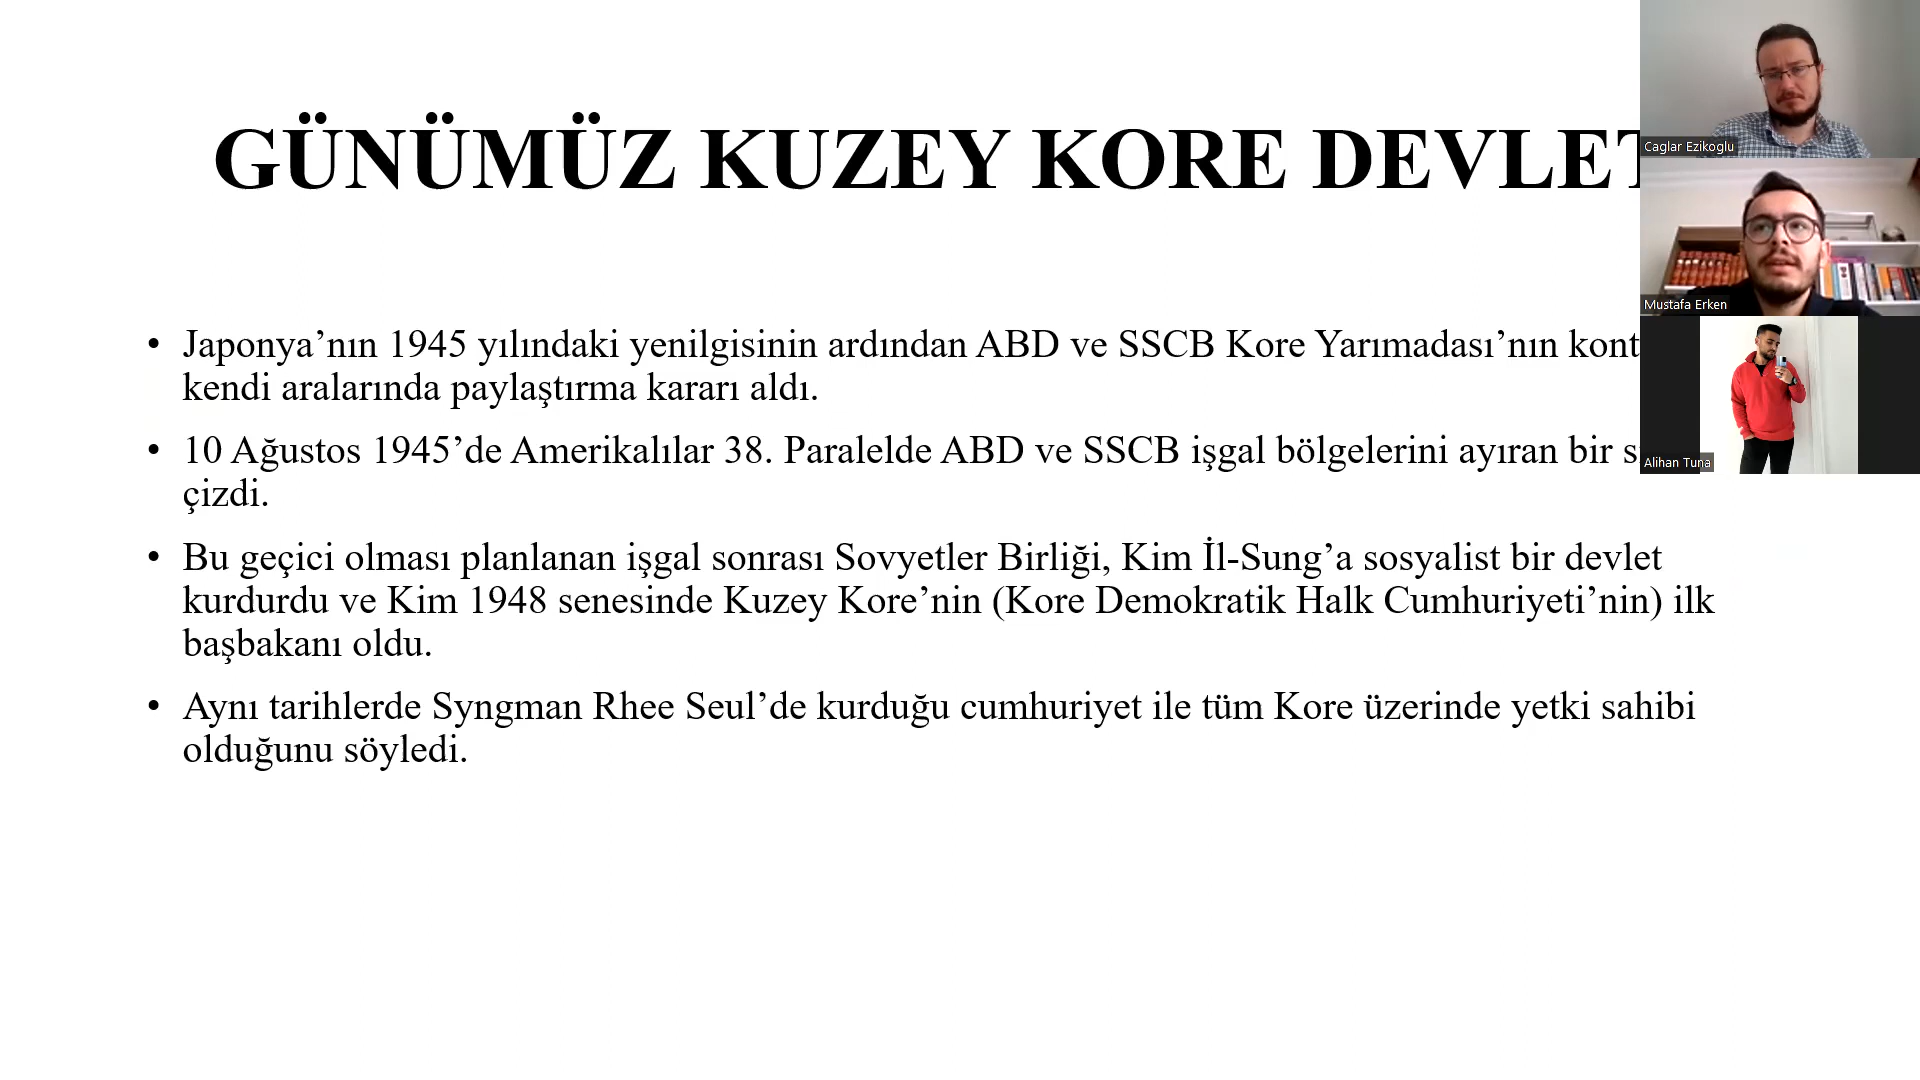 GÜNÜMÜZ KUZEY KORE DEVLET
Japonya’nın 1945 yılındaki yenilgisinin ardından ABD ve SSCB Kore Yarımadası’nın kont
kendi aralarında paylaştırma kararı aldı.
10 Ağustos 1945’de Amerikalılar 38. Paralelde ABD ve SSCB işgal bölgelerini ayıran bir s
çizdi.
Bu geçici olması planlanan işgal sonrası Sovyetler Birliği, Kim İl-Sung’a sosyalist bir devlet
kurdurdu ve Kim 1948 senesinde Kuzey Kore’nin (Kore Demokratik Halk Cumhuriyeti’nin) ilk
başbakanı oldu.
Aynı tarihlerde Syngman Rhee Seul’de kurduğu cumhuriyet ile tüm Kore üzerinde yetki sahibi
olduğunu söyledi.
Caglar Ezikoglu
Mustafa Erken
Alihan Tuna